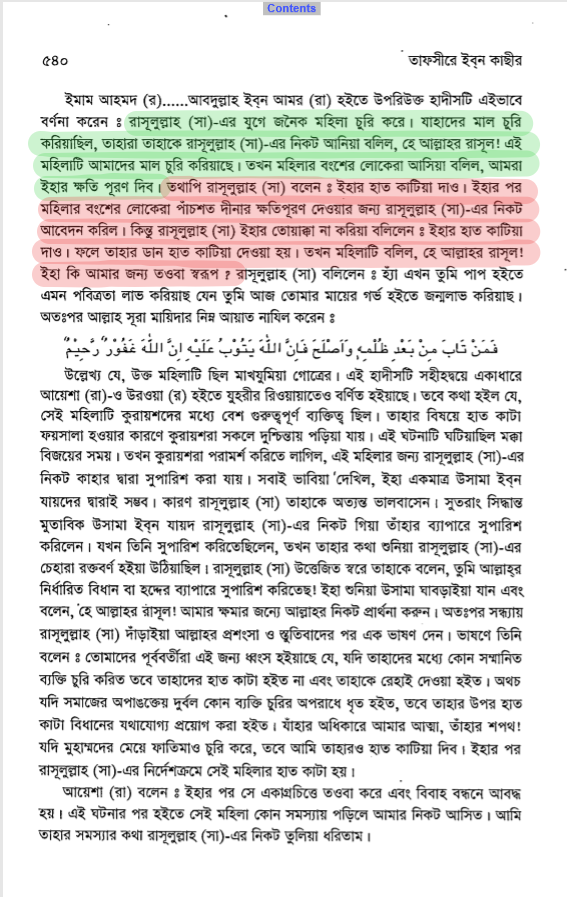 Contents
৫৪০ তাফসীরে ইব্‌ন কাছীর
ইমাম আহমদ (র)......আবদুল্লাহ ইব্‌ন আমর (রা) হইতে উপরিউক্ত হাদীসটি এইভাবে
বর্ণনা করেন ঃ রাসূলুল্লাহ (সা)-এর যুগে জনৈক মহিলা চুরি করে। যাহাদের মাল চুরি
করিয়াছিল, তাহারা তাহাকে রাসূলুল্লাহ (সা)-এর নিকট আনিয়া বলিল, হে আল্লাহর রাসূল! এই
মহিলাটি আমাদের মাল চুরি করিয়াছে। তখন মহিলার বংশের লোকেরা আসিয়া বলিল, আমরা
ইহার ক্ষতি পূরণ দিব। তথাপি রাসূলুল্লাহ (সা) বলেন ঃ ইহার হাত কাটিয়া দাও। ইহার পর
মহিলার বংশের লোকেরা পাঁচশত দীনার ক্ষতিপূরণ দেওয়ার জন্য রাসূলুল্লাহ (সা)-এর নিকট
আবেদন করিল। কিন্তু রাসূলুল্লাহ (সা) ইহার তোয়াক্কা না করিয়া বলিলেন ঃ ইহার হাত কাটিয়া
দাও। ফলে তাহার ডান হাত কাটিয়া দেওয়া হয়। তখন মহিলাটি বলিল, হে আল্লাহর রাসূল!
ইহা কি আমার জন্য তওবা স্বরূপ ? রাসূলুল্লাহ (সা) বলিলেন ঃ হ্যাঁ এখন তুমি পাপ হইতে
এমন পবিত্রতা লাভ করিয়াছ যেন তুমি আজ তোমার মায়ের গর্ভ হইতে জন্মলাভ করিয়াছ।
অতঃপর আল্লাহ সূরা মায়িদার নিম্ন আয়াত নাযিল করেন ঃ
فَمَنْ تَابَ مِنْ بَعْدِ ظُلْمِهِ وَاَصْلَحَ فَاِنَّ اللّٰهَ يَتُوْبُ عَلَيْهِ اِنَّ اللّٰهَ غَفُوْرٌ رَّحِيْمٌ
উল্লেখ্য যে, উক্ত মহিলাটি ছিল মাখযুমিয়া গোত্রের। এই হাদীসটি সহীহদ্বয়ে একাধারে
আয়েশা (রা)-ও উরওয়া (র) হইতে যুহরীর রিওয়ায়াতেও বর্ণিত হইয়াছে। তবে কথা হইল যে,
সেই মহিলাটি কুরায়শদের মধ্যে বেশ গুরুত্বপূর্ণ ব্যক্তিত্ব ছিল। তাহার বিষয়ে হাত কাটা
ফয়সালা হওয়ার কারণে কুরায়শরা সকলে দুশ্চিন্তায় পড়িয়া যায়। এই ঘটনাটি ঘটিয়াছিল মক্কা
বিজয়ের সময়। তখন কুরায়শরা পরামর্শ করিতে লাগিল, এই মহিলার জন্য রাসূলুল্লাহ (সা)-এর
নিকট কাহার দ্বারা সুপারিশ করা যায়। সবাই ভাবিয়া দেখিল, ইহা একমাত্র উসামা ইব্‌ন
যায়দের দ্বারাই সম্ভব। কারণ রাসূলুল্লাহ (সা) তাহাকে অত্যন্ত ভালবাসেন। সুতরাং সিদ্ধান্ত
মুতাবিক উসামা ইব্‌ন যায়দ রাসূলুল্লাহ (সা)-এর নিকট গিয়া তাঁহার ব্যাপারে সুপারিশ
করিলেন। যখন তিনি সুপারিশ করিতেছিলেন, তখন তাহার কথা শুনিয়া রাসূলুল্লাহ (সা)-এর
চেহারা রক্তবর্ণ হইয়া উঠিয়াছিল। রাসূলুল্লাহ (সা) উত্তেজিত স্বরে তাহাকে বলেন, তুমি আল্লাহ্‌র
নির্ধারিত বিধান বা হদ্দের ব্যাপারে সুপারিশ করিতেছ! ইহা শুনিয়া উসামা ঘাবড়াইয়া যান এবং
বলেন, হে আল্লাহর রাসূল! আমার ক্ষমার জন্যে আল্লাহর নিকট প্রার্থনা করুন। অতঃপর সন্ধ্যায়
রাসূলুল্লাহ (সা) দাঁড়াইয়া আল্লাহর প্রশংসা ও স্তুতিবাদের পর এক ভাষণ দেন। ভাষণে তিনি
বলেন ঃ তোমাদের পূর্ববর্তীরা এই জন্য ধ্বংস হইয়াছে যে, যদি তাহাদের মধ্যে কোন সম্মানিত
ব্যক্তি চুরি করিত তবে তাহাদের হাত কাটা হইত না এবং তাহাকে রেহাই দেওয়া হইত। অথচ
যদি সমাজের অপাঙক্তেয় দুর্বল কোন ব্যক্তি চুরির অপরাধে ধৃত হইত, তবে তাহার উপর হাত
কাটা বিধানের যথাযোগ্য প্রয়োগ করা হইত। যাঁহার অধিকারে আমার আত্মা, তাঁহার শপথ!
যদি মুহাম্মদের মেয়ে ফাতিমাও চুরি করে, তবে আমি তাহারও হাত কাটিয়া দিব। ইহার পর
রাসূলুল্লাহ (সা)-এর নির্দেশক্রমে সেই মহিলার হাত কাটা হয়।
আয়েশা (রা) বলেন ঃ ইহার পর সে একাগ্রচিত্তে তওবা করে এবং বিবাহ বন্ধনে আবদ্ধ
হয়। এই ঘটনার পর হইতে সেই মহিলা কোন সমস্যায় পড়িলে আমার নিকট আসিত। আমি
তাহার সমস্যার কথা রাসূলুল্লাহ (সা)-এর নিকট তুলিয়া ধরিতাম।